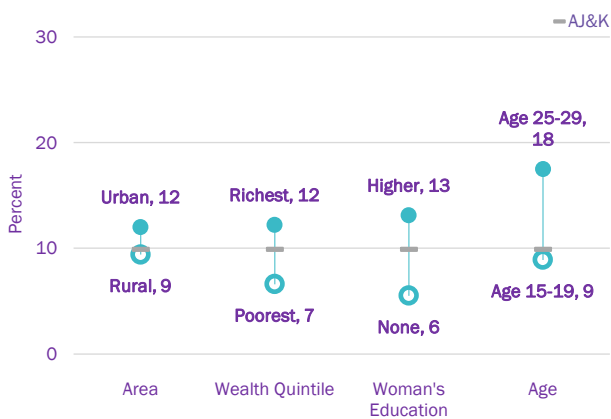 AJ&K
30
20
10
0
Percent
Urban, 12
Rural, 9
Richest, 12
Poorest, 7
Higher, 13
None, 6
Age 25-29,
18
Age 15-19, 9
Area
Wealth Quintile
Woman's
Education
Age